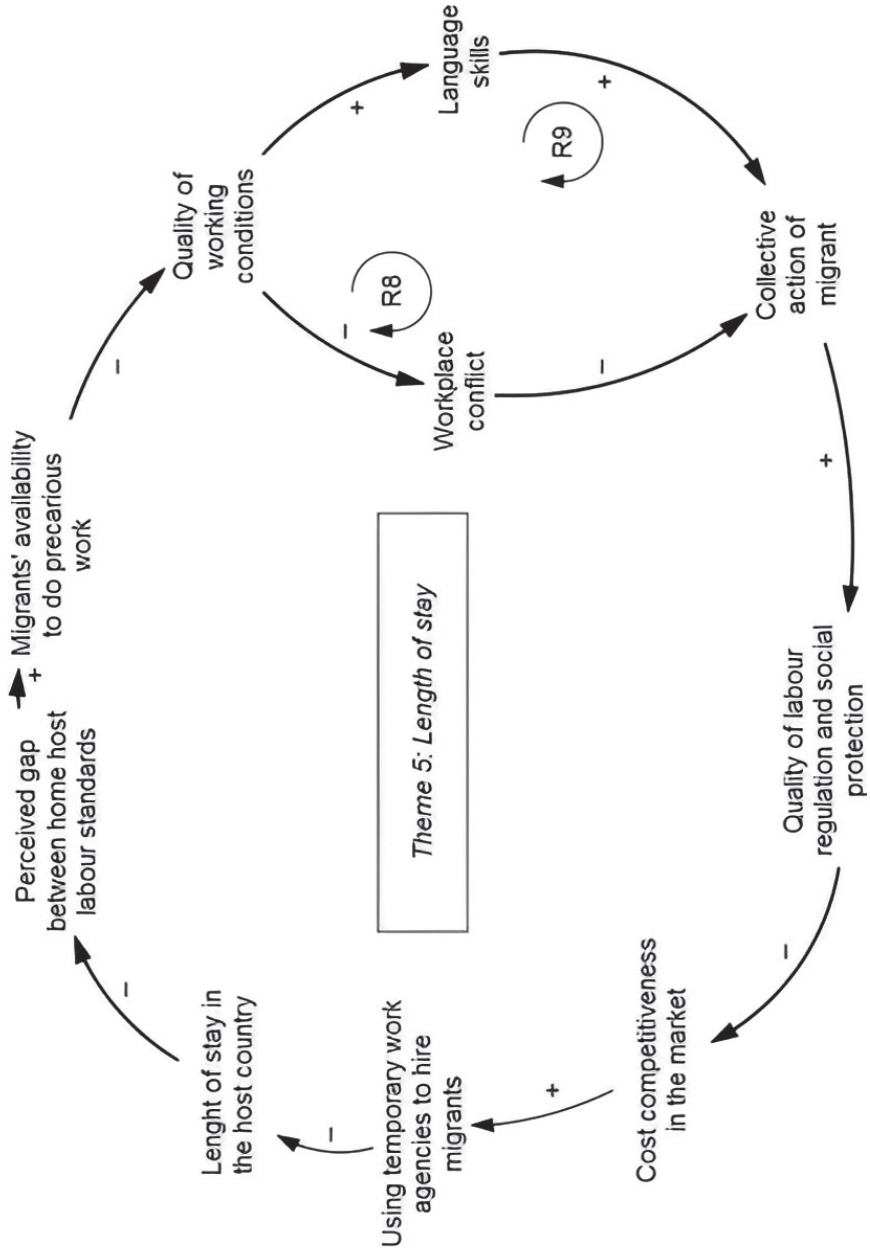 Perceived gap
between home host
labour standards
+
Migrants' availability
to do precarious
work
−
Quality of
working
conditions
+
Language
skills
+
R9
−
R8
Workplace
conflict
−
Collective
action of
migrant
+
Quality of labour
regulation and social
protection
−
Cost competitiveness
in the market
+
Using temporary work
agencies to hire
migrants
−
Lenght of stay in
the host country
−
Theme 5: Length of stay